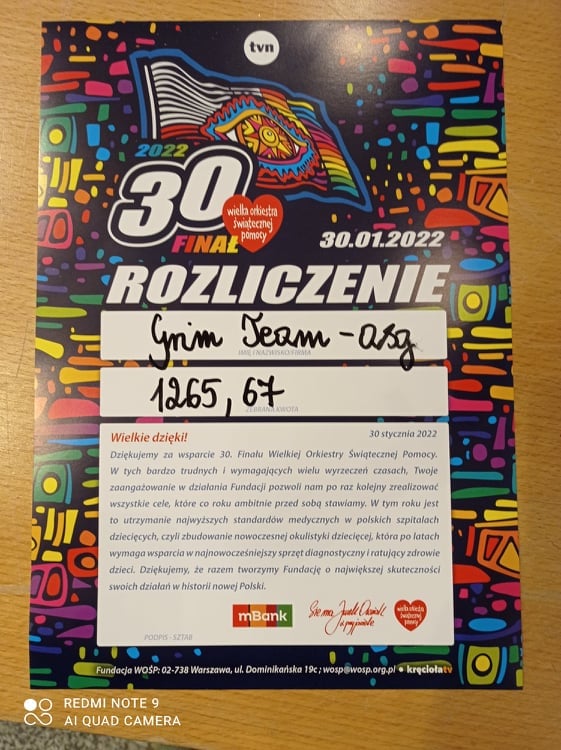 tvn
2022
30
FINAŁ
wielka orkiestra
świątecznej
pomocy
30.01.2022
ROZLICZENIE
Grim Team - asg
IMIĘ I NAZWISKO/FIRMA
1265,67
ZEBRANA KWOTA
Wielkie dzięki!
30 stycznia 2022
Dziękujemy za wsparcie 30. Finału Wielkiej Orkiestry Świątecznej Pomocy.
W tych bardzo trudnych i wymagających wielu wyrzeczeń czasach, Twoje
zaangażowanie w działania Fundacji pozwoli nam po raz kolejny zrealizować
wszystkie cele, które co roku ambitnie przed sobą stawiamy. W tym roku jest
to utrzymanie najwyższych standardów medycznych w polskich szpitalach
dziecięcych, czyli zbudowanie nowoczesnej okulistyki dziecięcej, która po latach
wymaga wsparcia w najnowocześniejszy sprzęt diagnostyczny i ratujący zdrowie
dzieci. Dziękujemy, że razem tworzymy Fundację o największej skuteczności
swoich działań w historii nowej Polski.
mBank
Sie ma Jurek Owsiak
i przyjaciele
wielka orkiestra
świątecznej
pomocy
PODPIS - SZTAB
Fundacja WOŚP: 02-738 Warszawa, ul. Dominikańska 19c ; wosp@wosp.org.pl • kręciołatv
REDMI NOTE 9
AI QUAD CAMERA